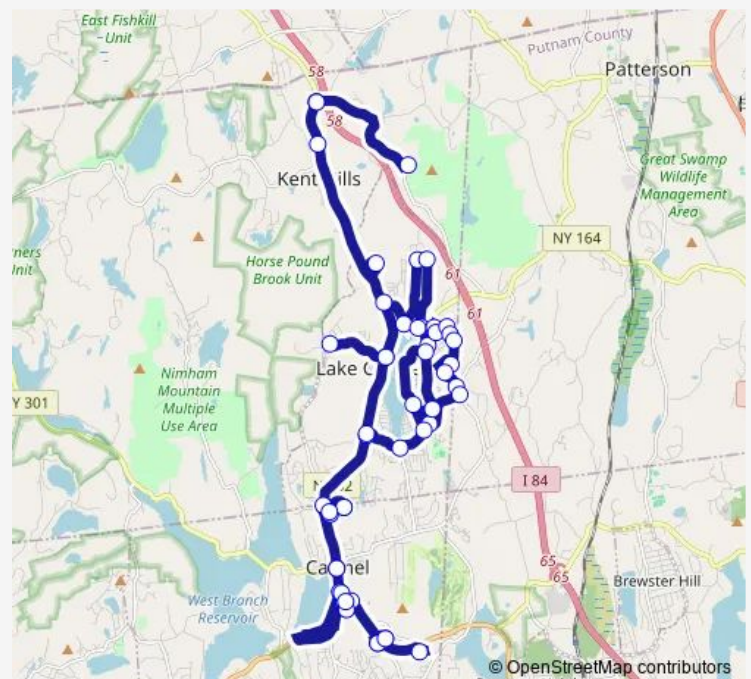 East Fishkill
Unit
58
Putnam County
Patterson
58
Great Swamp
Wildlife
Management
Area
NY 164
Horse Pound
Brook Unit
61
61
Lake
Nimham
Mountain
Multiple
Use Area
Y 301
I 84
65
65
Brewster Hill
West Branch
Reservoir
© OpenStreetMap contributors